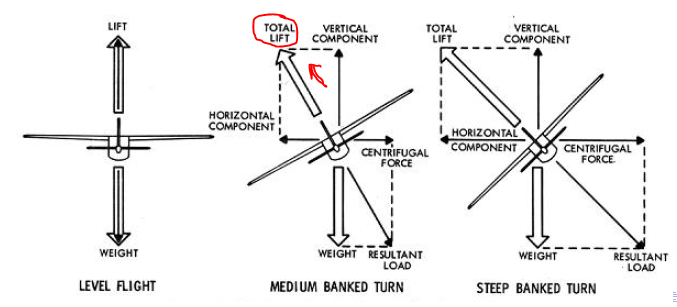 LIFT
WEIGHT
LEVEL FLIGHT
TOTAL
LIFT
VERTICAL
COMPONENT
HORIZONTAL
COMPONENT
CENTRIFUGAL
FORCE
WEIGHT
RESULTANT
LOAD
MEDIUM BANKED TURN
TOTAL
LIFT
VERTICAL
COMPONENT
HORIZONTAL
COMPONENT
CENTRIFUGAL
FORCE.
WEIGHT
RESULTANT
LOAD
STEEP BANKED TURN